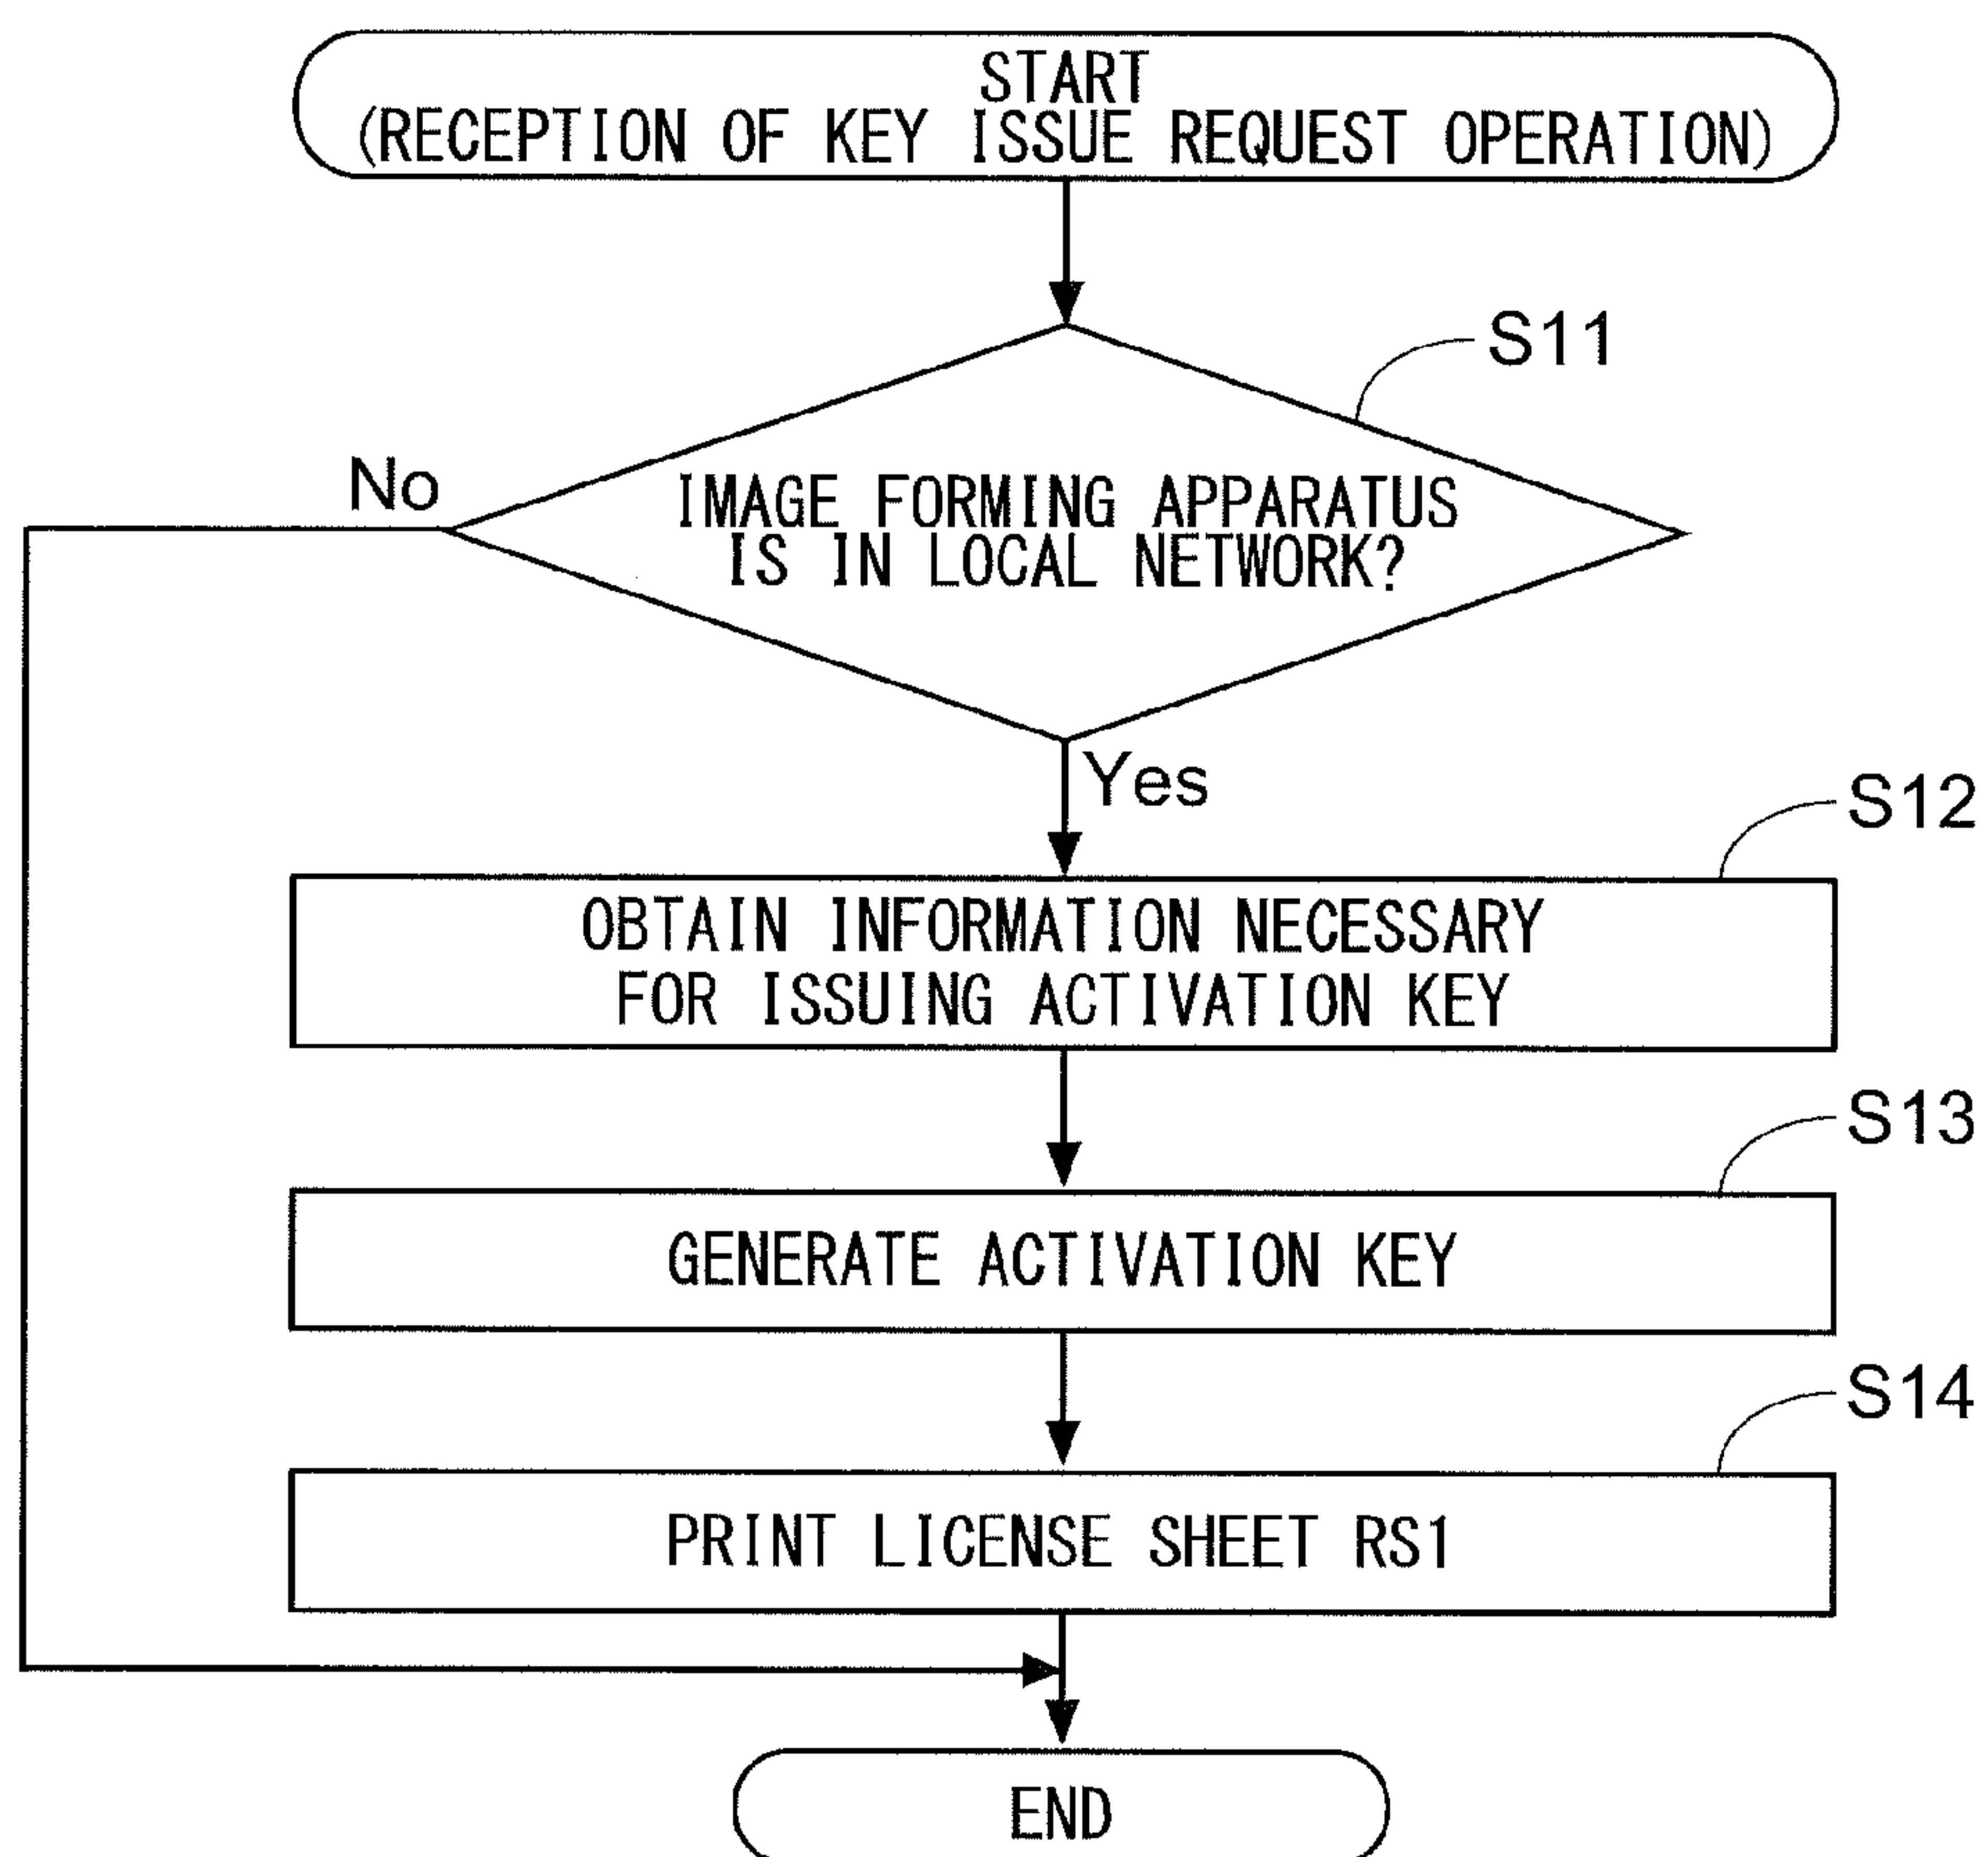 START
(RECEPTION OF KEY ISSUE REQUEST OPERATION)
S11
No
IMAGE FORMING APPARATUS
IS IN LOCAL NETWORK?
Yes
S12
OBTAIN INFORMATION NECESSARY
FOR ISSUING ACTIVATION KEY
S13
GENERATE ACTIVATION KEY
S14
PRINT LICENSE SHEET RS1
END